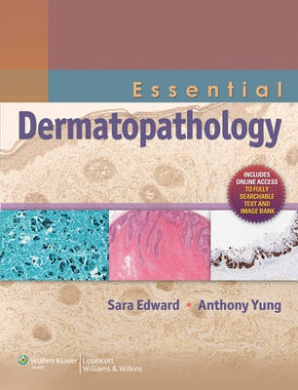 Essential
Dermatopathology
INCLUDES
ONLINE ACCESS
TO FULLY
SEARCHABLE
TEXT AND
IMAGE BANK
Sara Edward • Anthony Yung
Wolters Kluwer
Health
Lippincott
Williams & Wilkins